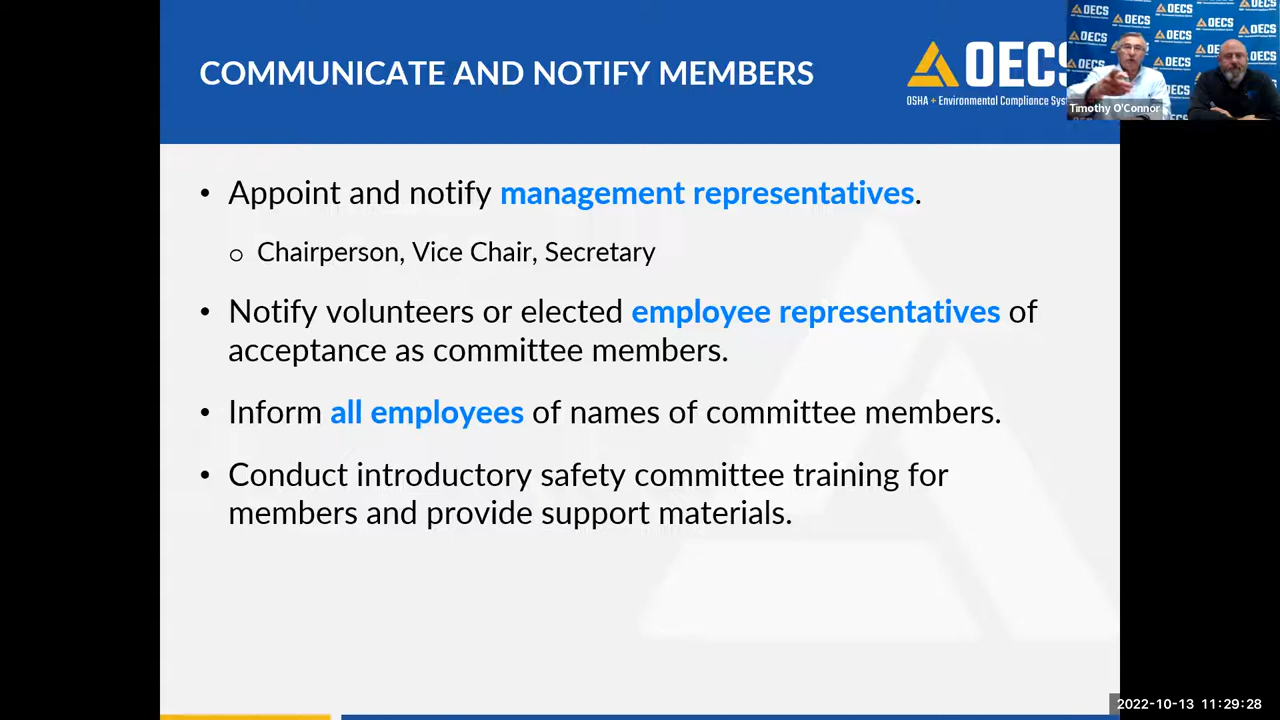 COMMUNICATE AND NOTIFY MEMBERS
OECS
OSHA + Environmental Compliance
Timothy O'Connor
• Appoint and notify management representatives.
o Chairperson, Vice Chair, Secretary
• Notify volunteers or elected employee representatives of
acceptance as committee members.
• Inform all employees of names of committee members.
• Conduct introductory safety committee training for
members and provide support materials.
2022-10-13 11:29:28